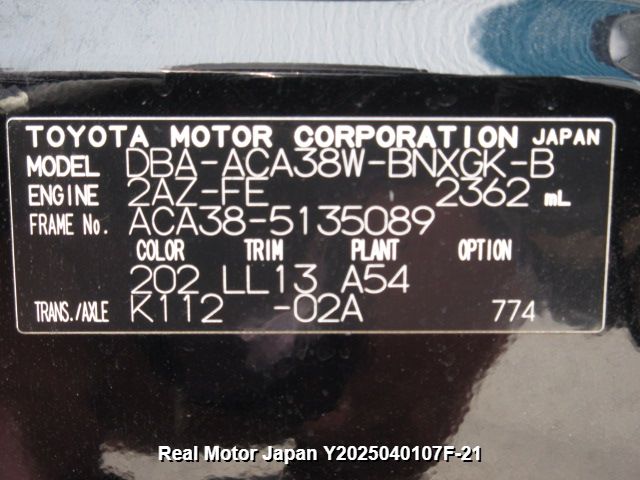 TOYOTA MOTOR CORPORATION JAPAN
MODEL DBA-ACA38W-BNXGK-B
ENGINE 2AZ-FE 2362 mL
FRAME No. ACA38-5135089
COLOR TRIM PLANT OPTION
202 LL13 A54
TRANS./AXLE K112 -02A 774
Real Motor Japan Y2025040107F-21